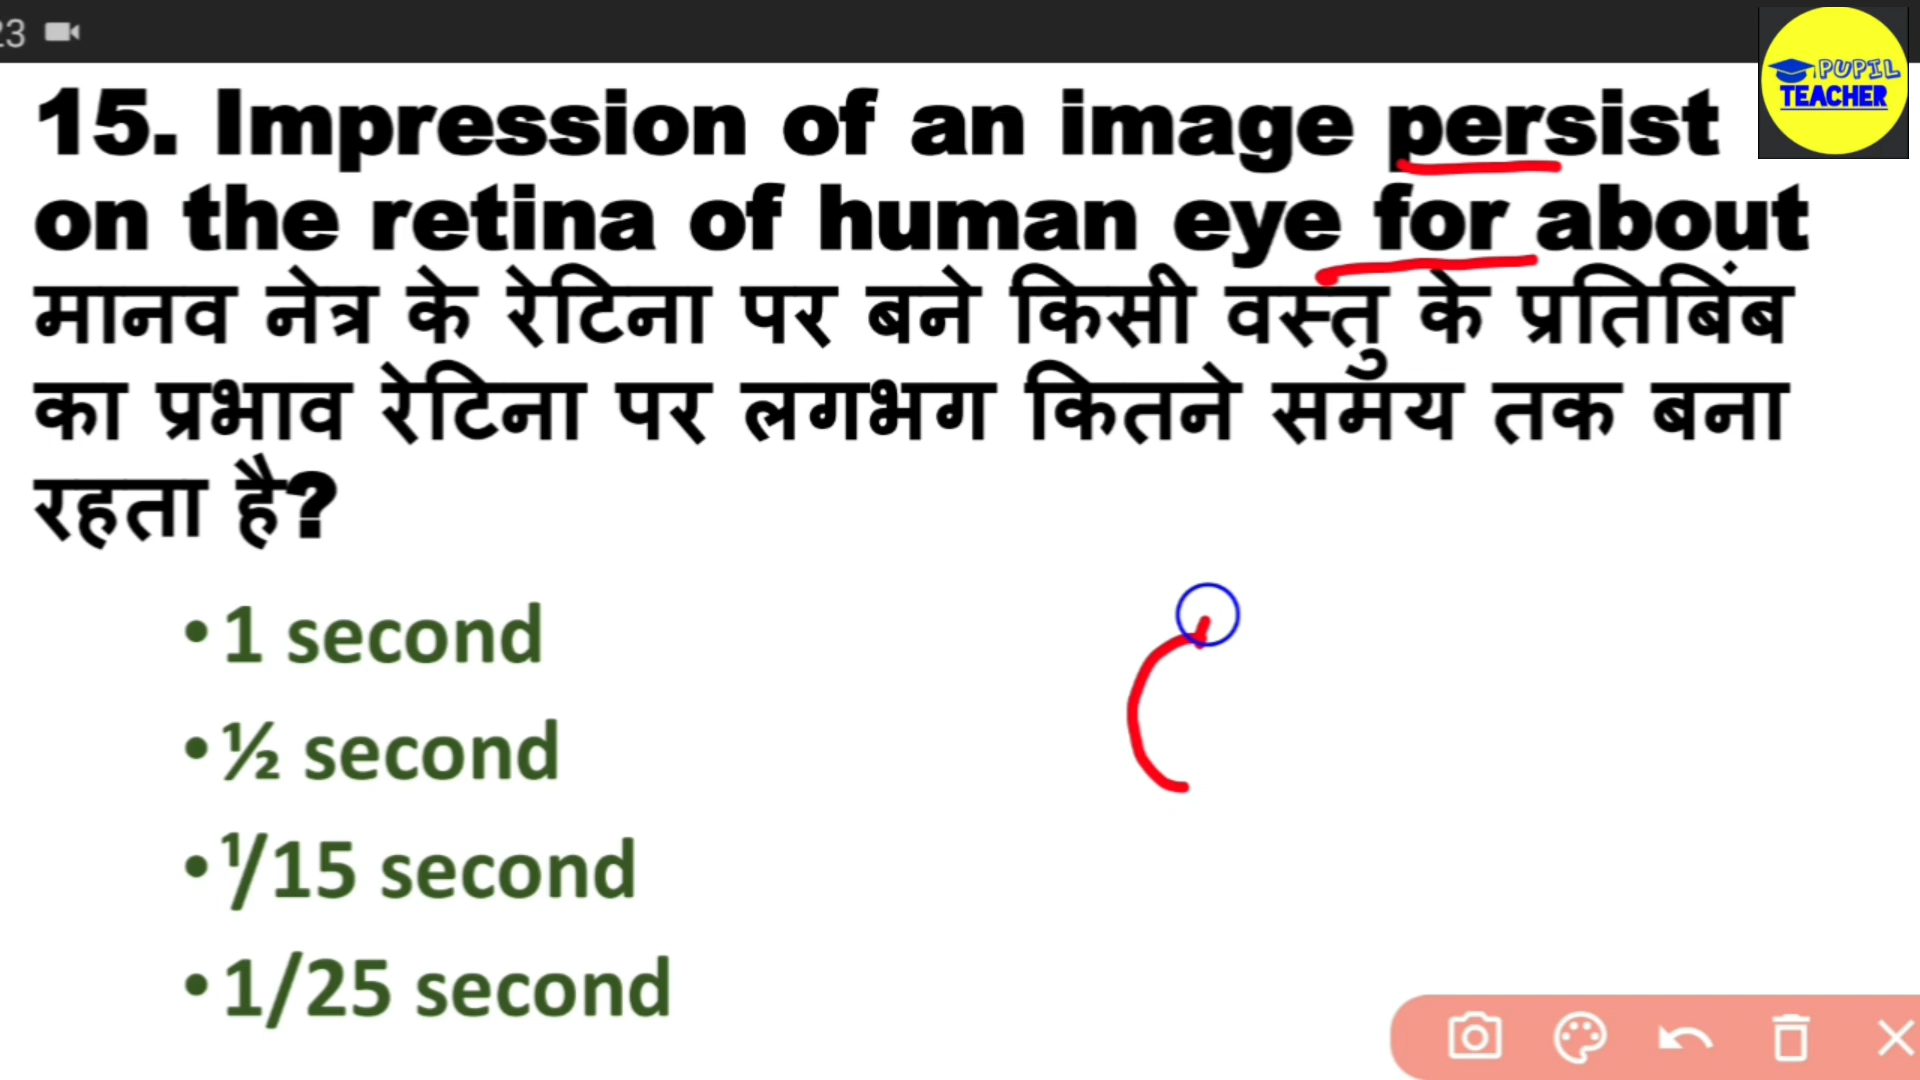 23
PUPIL
TEACHER
15. Impression of an image persist
on the retina of human eye for about
मानव नेत्र के रेटिना पर बने किसी वस्तु के प्रतिबिंब
का प्रभाव रेटिना पर लगभग कितने समय तक बना
रहता है?
•1 second
•½ second
•¹/15 second
•1/25 second